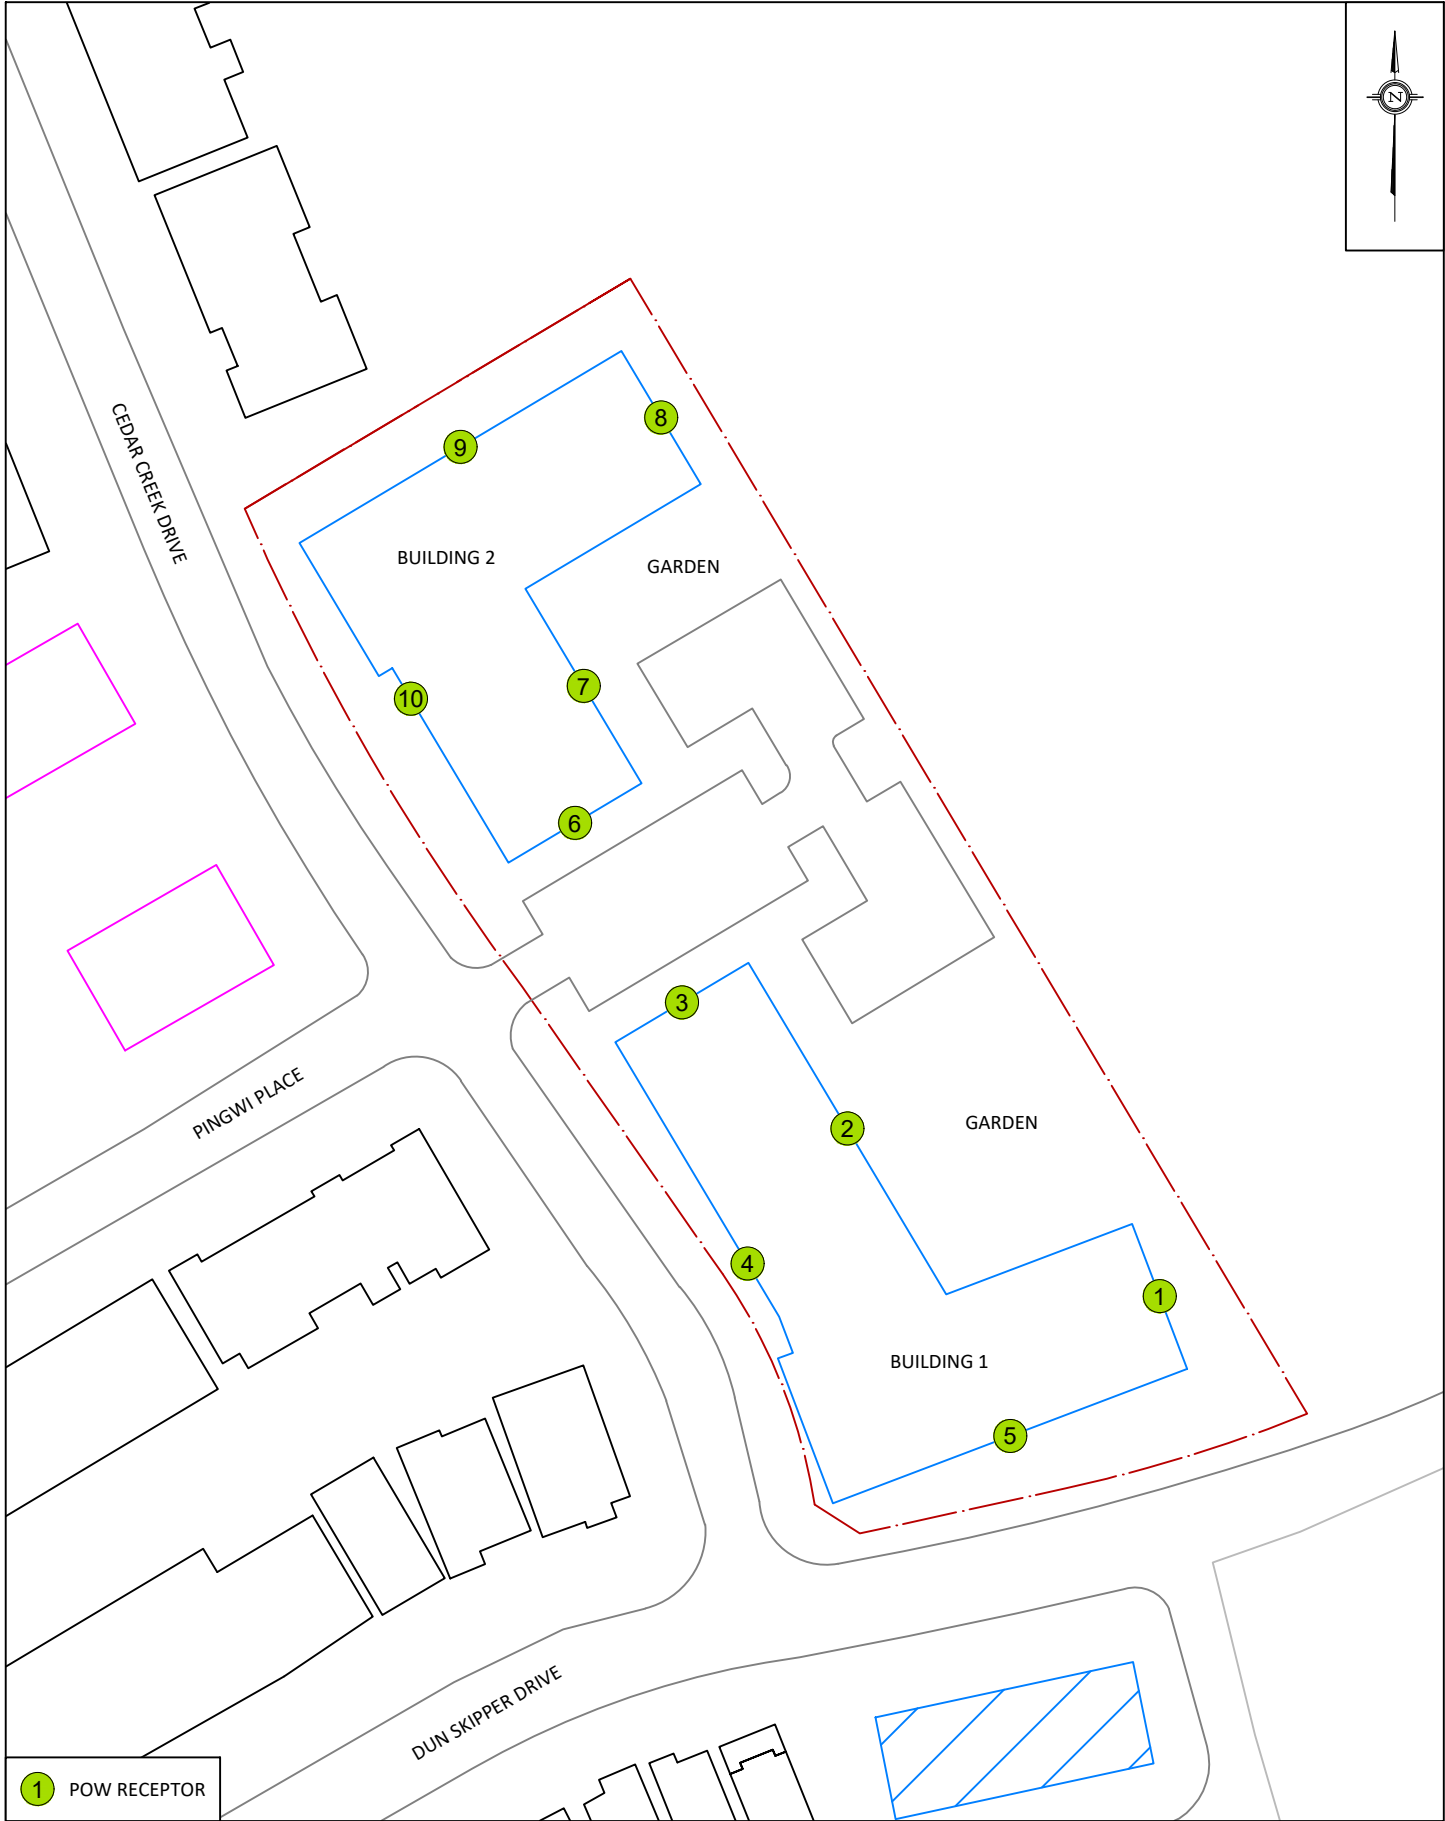 N
8
9
CEDAR CREEK DRIVE
BUILDING 2
GARDEN
7
10
6
3
PINGWI PLACE
2
GARDEN
4
1
BUILDING 1
5
DUN SKIPPER DRIVE
1 POW RECEPTOR